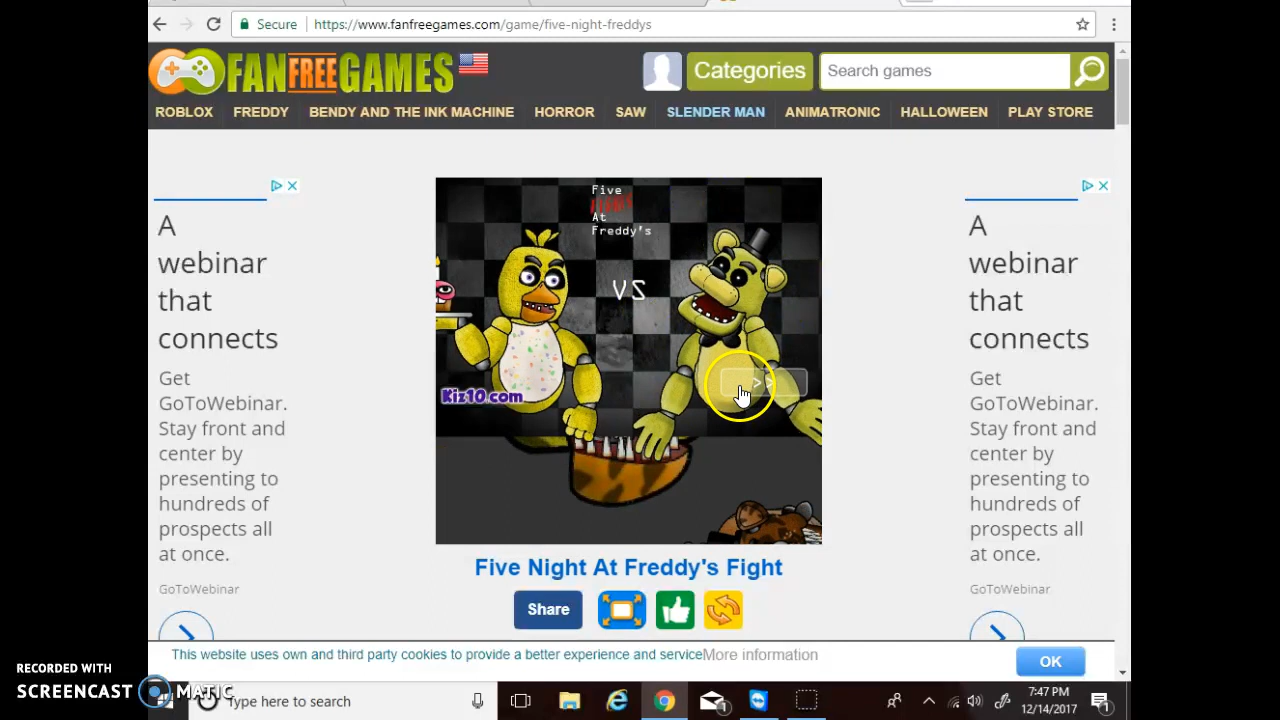 Secure https://www.fanfreegames.com/game/five-night-freddys
FANFREEGAMES
Categories
Search games
ROBLOX FREDDY BENDY AND THE INK MACHINE HORROR SAW SLENDER MAN ANIMATRONIC HALLOWEEN PLAY STORE
A
webinar
that
connects
Get
GoToWebinar.
Stay front and
center by
presenting to
hundreds of
prospects all
at once.
GoToWebinar
Five
FIGHT
At
Freddy's
VS
>>
Kiz10.com
A
webinar
that
connects
Get
GoToWebinar.
Stay front and
center by
presenting to
hundreds of
prospects all
at once.
GoToWebinar
Five Night At Freddy's Fight
Share
This website uses own and third party cookies to provide a better experience and serviceMore information
OK
RECORDED WITH
SCREENCAST MATIC
Type here to search
1
7:47 PM
12/14/2017
1